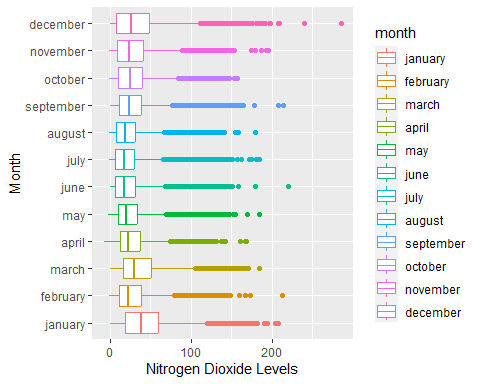 december
november
october
september
august
july
june
may
april
march
february
january
0
100
200
Nitrogen Dioxide Levels
Month
month
january
february
march
april
may
june
july
august
september
october
november
december